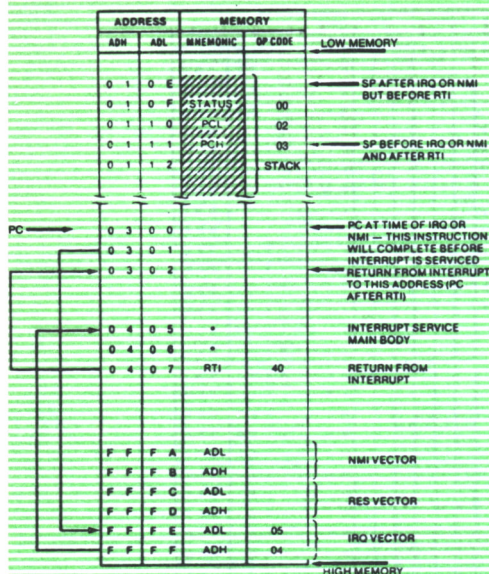 ADDRESS MEMORY
ADH ADL MNEMONIC OP CODE
LOW MEMORY
0 1 0 E SP AFTER IRQ OR NMI
BUT BEFORE RTI
0 1 0 F STATUS 00
0 1 1 0 PCL 02
0 1 1 1 PCH 03 SP BEFORE IRQ OR NMI
AND AFTER RTI
0 1 1 2 STACK
PC 0 3 0 0 PC AT TIME OF IRQ OR
NMI — THIS INSTRUCTION
0 3 0 1 WILL COMPLETE BEFORE
INTERRUPT IS SERVICED
0 3 0 2 RETURN FROM INTERRUPT
TO THIS ADDRESS (PC
AFTER RTI)
0 4 0 5 • INTERRUPT SERVICE
MAIN BODY
0 4 0 6 •
0 4 0 7 RTI 40 RETURN FROM
INTERRUPT
F F F A ADL
NMI VECTOR
F F F B ADH
F F F C ADL
RES VECTOR
F F F D ADH
F F F E ADL 05
IRQ VECTOR
F F F F ADH 04
HIGH MEMORY